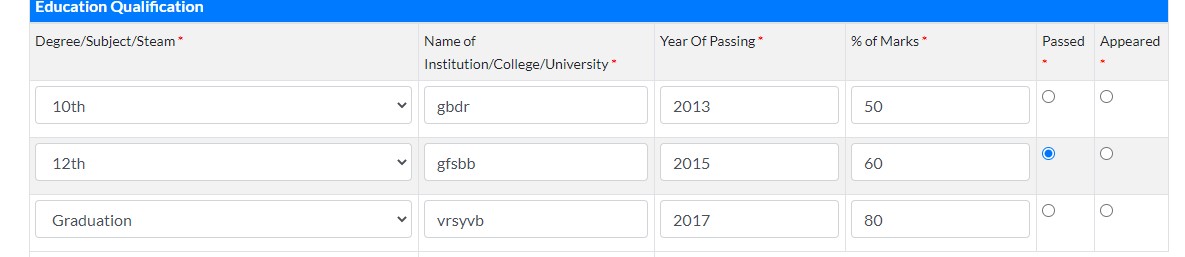 Education Qualification
Degree/Subject/Steam * Name of Institution/College/University * Year Of Passing * % of Marks * Passed * Appeared *
10th gbdr 2013 50
12th gfsbb 2015 60
Graduation vrsyvb 2017 80